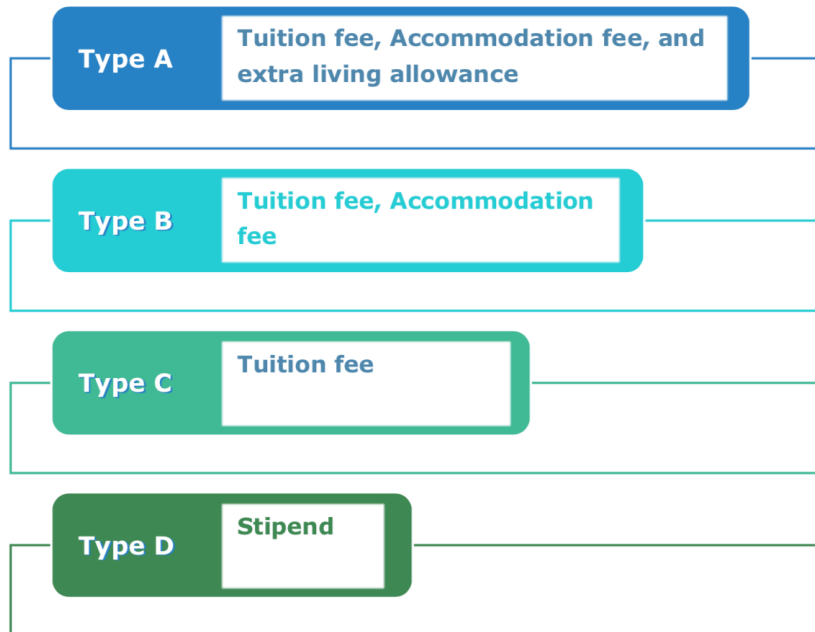 Type A
Tuition fee, Accommodation fee, and
extra living allowance
Type B
Tuition fee, Accommodation
fee
Type C
Tuition fee
Type D
Stipend